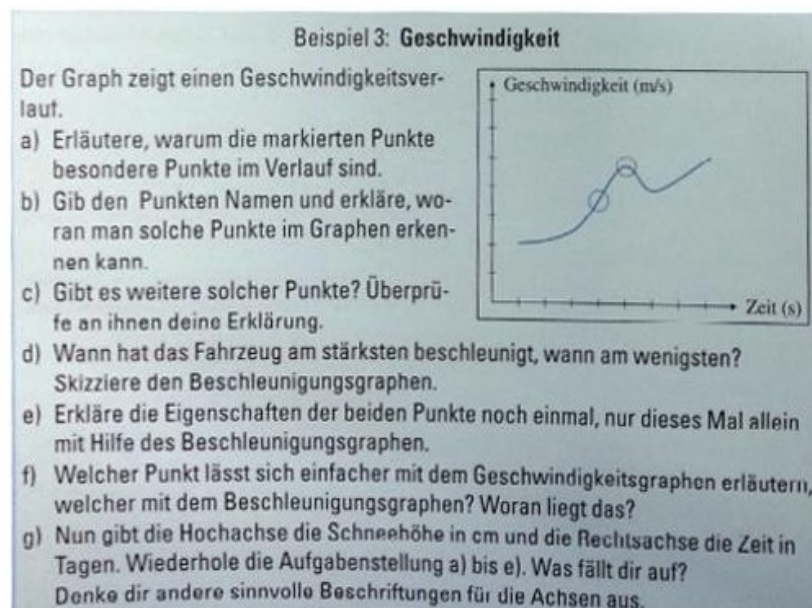 Beispiel 3: Geschwindigkeit
Der Graph zeigt einen Geschwindigkeitsver-
lauf.
a) Erläutere, warum die markierten Punkte
besondere Punkte im Verlauf sind.
b) Gib den Punkten Namen und erkläre, wo-
ran man solche Punkte im Graphen erken-
nen kann.
c) Gibt es weitere solcher Punkte? Überprü-
fe an ihnen deine Erklärung.
Geschwindigkeit (m/s)
Zeit (s)
d) Wann hat das Fahrzeug am stärksten beschleunigt, wann am wenigsten?
Skizziere den Beschleunigungsgraphen.
e) Erkläre die Eigenschaften der beiden Punkte noch einmal, nur dieses Mal allein
mit Hilfe des Beschleunigungsgraphen.
f) Welcher Punkt lässt sich einfacher mit dem Geschwindigkeitsgraphen erläutern,
welcher mit dem Beschleunigungsgraphen? Woran liegt das?
g) Nun gibt die Hochachse die Schneehöhe in cm und die Rechtsachse die Zeit in
Tagen. Wiederhole die Aufgabenstellung a) bis e). Was fällt dir auf?
Denke dir andere sinnvolle Beschriftungen für die Achsen aus.